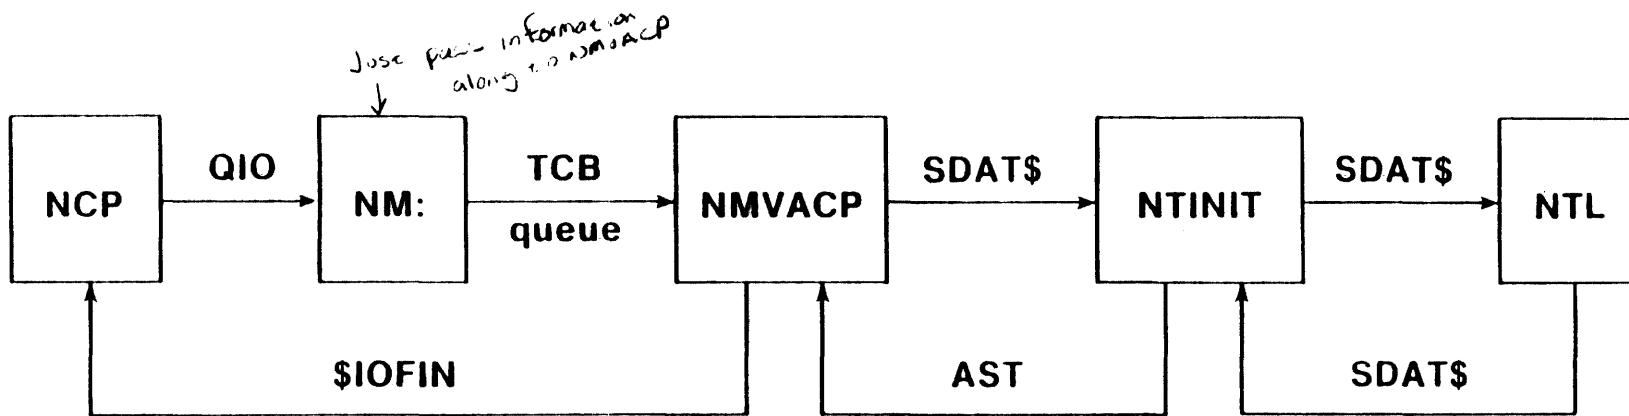 Just pass information
along to NMVACP
QIO
TCB
SDAT$
SDAT$
NCP
NM:
NMVACP
NTINIT
NTL
queue
$IOFIN
AST
SDAT$